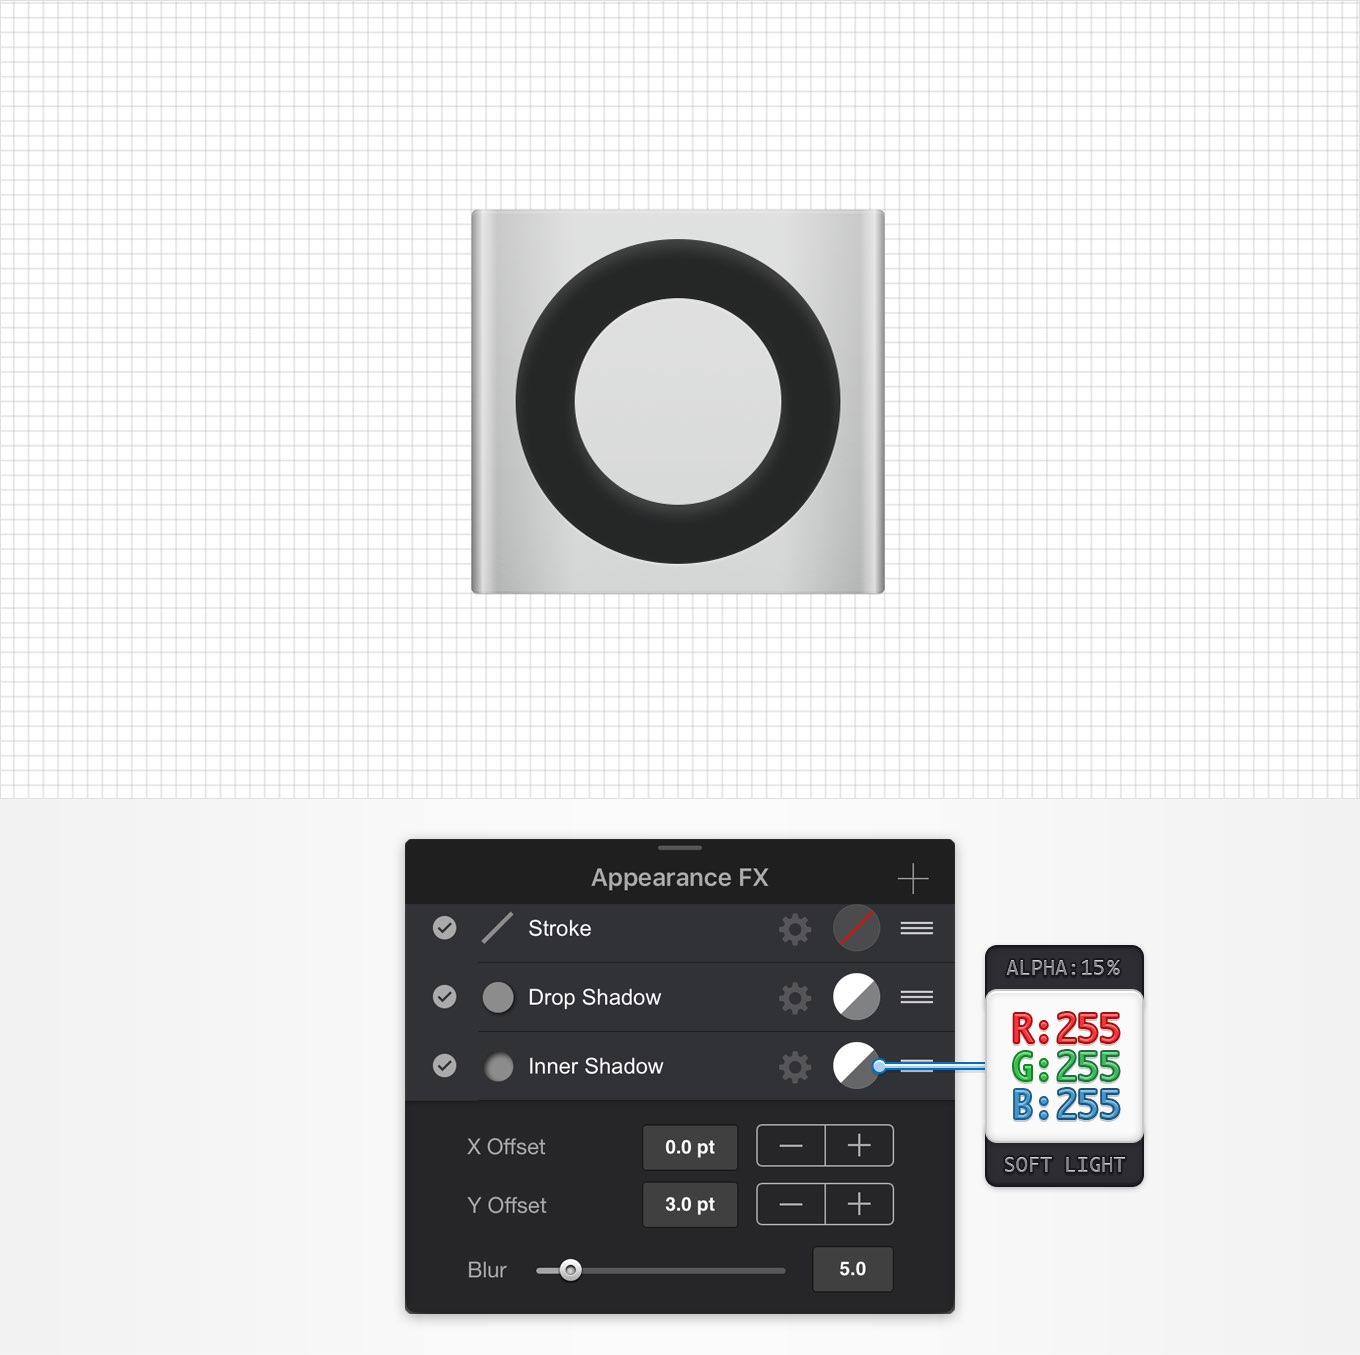 Appearance FX
Stroke
Drop Shadow
Inner Shadow
X Offset 0.0 pt
Y Offset 3.0 pt
Blur 5.0
ALPHA:15%
R:255
G:255
B:255
SOFT LIGHT